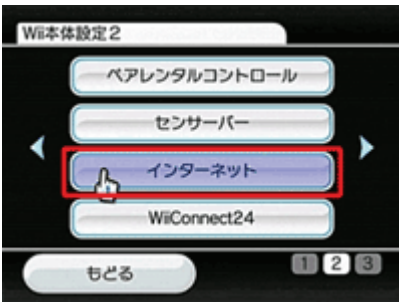 Wii本体設定2
ペアレンタルコントロール
センサーバー
インターネット
WiiConnect24
もどる
1 2 3